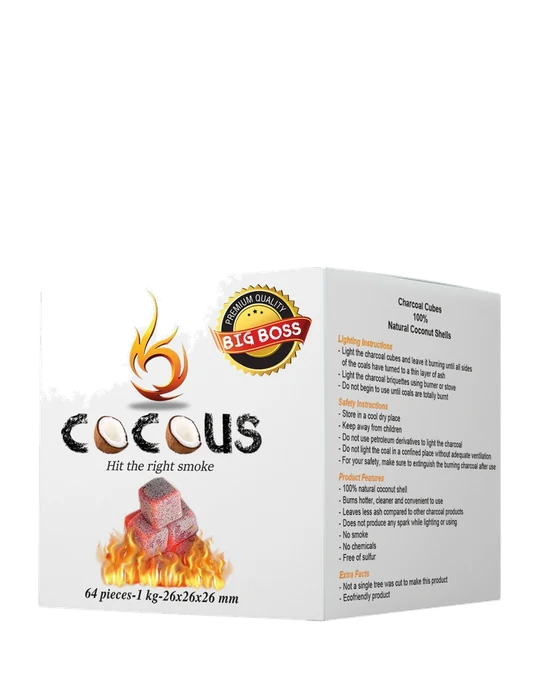 PREMIUM QUALITY
BIG BOSS
COCOUS
Hit the right smoke
64 pieces-1 kg-26x26x26 mm
Charcoal Cubes
100%
Natural Coconut Shells
Lighting Instructions
- Light the charcoal cubes and leave it burning until all sides
of the coals have turned to a thin layer of ash
- Light the charcoal briquettes using burner or stove
- Do not begin to use until coals are totaly burnt
Safety Instructions
- Store in a cool dry place
- Keep away from children
- Do not use petroleum derivatives to light the charcoal
- Do not light the coal in a confined place without adequate ventilation
- For your safety, make sure to extinguish the burning charcoal after use
Product Features
- 100% natural coconut shell
- Burns hotter, cleaner and convenient to use
- Leaves less ash compared to other charcoal products
- Does not produce any spark while lighting or using
- No smoke
- No chemicals
- Free of sulfur
Extra Facts
- Not a single tree was cut to make this product
- Ecofriendly product